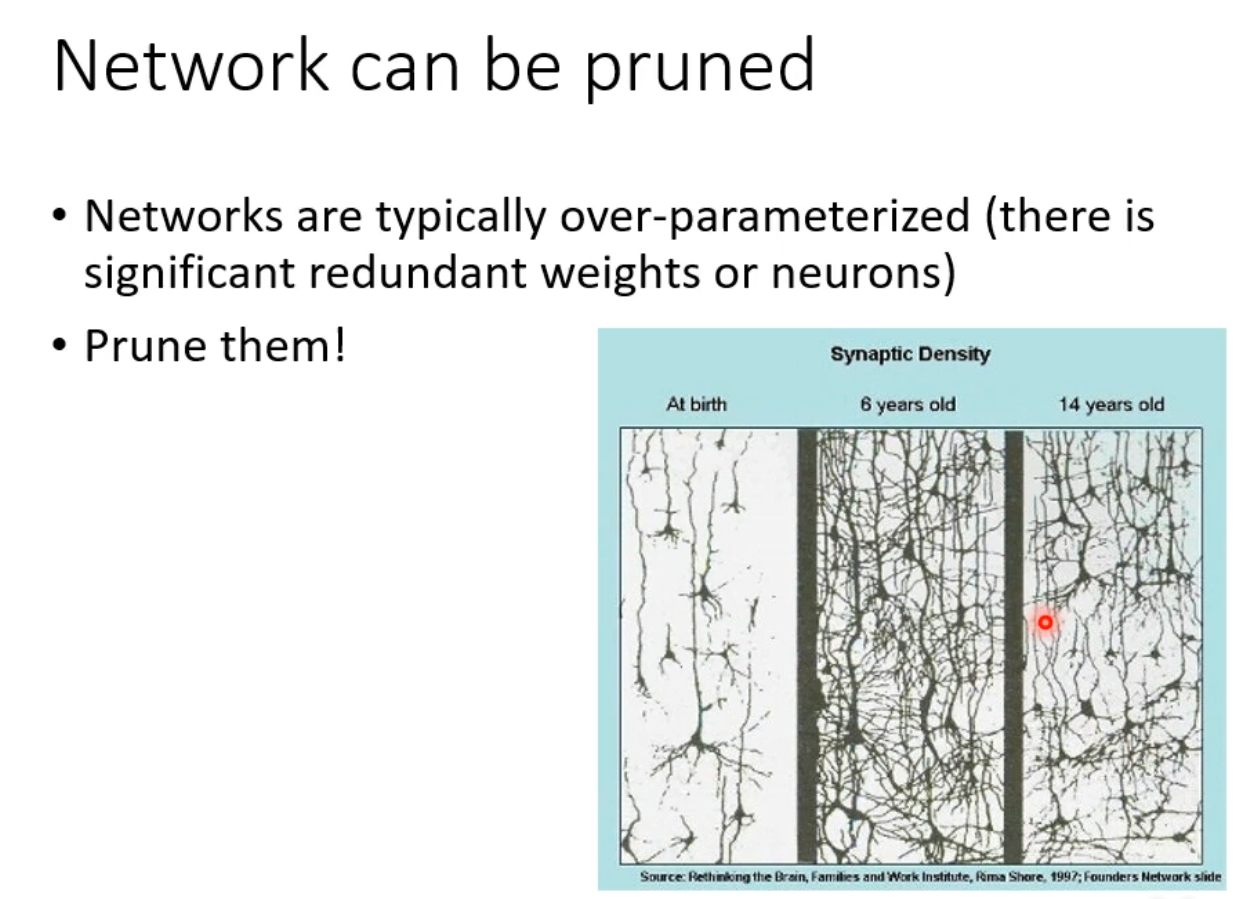 Network can be pruned
• Networks are typically over-parameterized (there is
significant redundant weights or neurons)
• Prune them!
Synaptic Density
At birth
6 years old
14 years old
Source: Rethinking the Brain, Families and Work Institute, Rima Shore, 1997; Founders Network slide